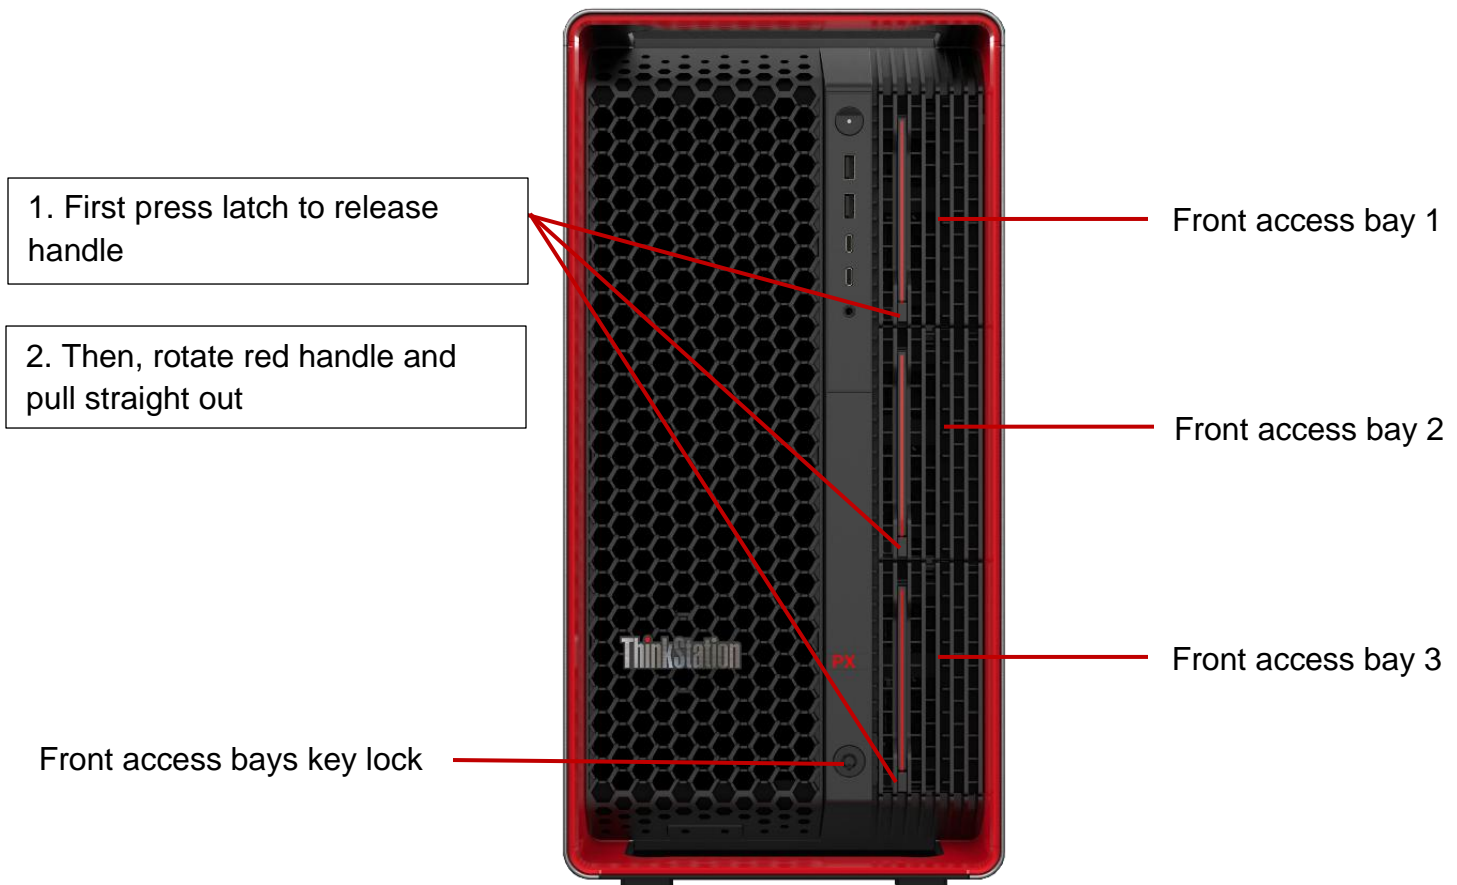 1. First press latch to release
handle
2. Then, rotate red handle and
pull straight out
Front access bay 1
Front access bay 2
Front access bay 3
ThinkStation
PX
Front access bays key lock